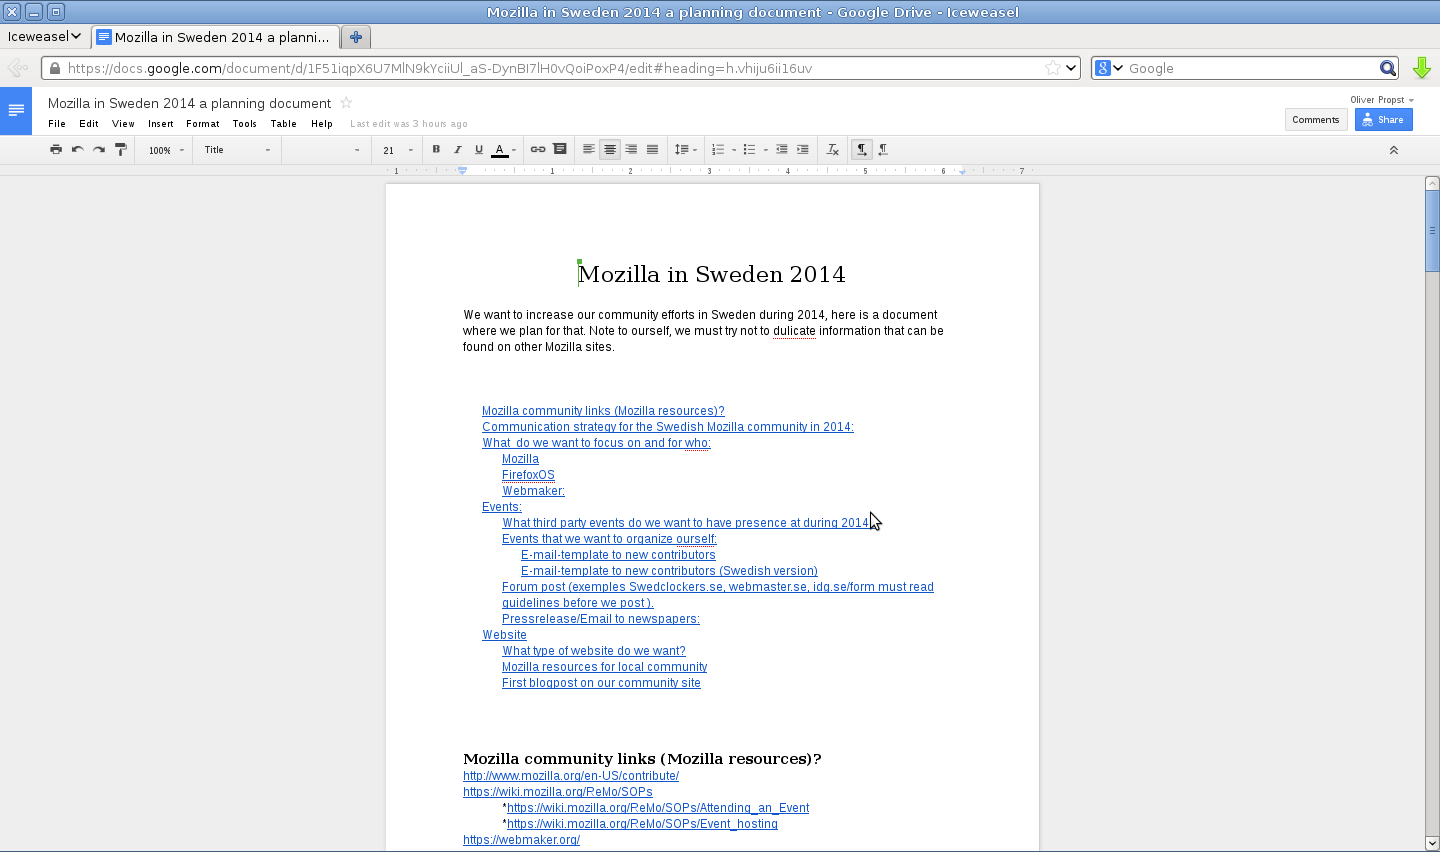 Mozilla in Sweden 2014 a planning document - Google Drive - Iceweasel
Iceweasel
Mozilla in Sweden 2014 a planni...
https://docs.google.com/document/d/1F51iqpX6U7MlN9kYciiUl_aS-DynBI7lH0vQoiPoxP4/edit#heading=h.vhiju6ii16uv
Google
Mozilla in Sweden 2014 a planning document
Oliver Propst
File Edit View Insert Format Tools Table Help Last edit was 3 hours ago
Comments
Share
100% Title 21 B I U A
1 1 2 3 4 5 6 7
Mozilla in Sweden 2014
We want to increase our community efforts in Sweden during 2014, here is a document
where we plan for that. Note to ourself, we must try not to dulicate information that can be
found on other Mozilla sites.
Mozilla community links (Mozilla resources)?
Communication strategy for the Swedish Mozilla community in 2014:
What  do we want to focus on and for who:
Mozilla
FirefoxOS
Webmaker:
Events:
What third party events do we want to have presence at during 2014
Events that we want to organize ourself:
E-mail-template to new contributors
E-mail-template to new contributors (Swedish version)
Forum post (exemples Swedclockers.se, webmaster.se, idg.se/form must read
guidelines before we post ).
Pressrelease/Email to newspapers:
Website
What type of website do we want?
Mozilla resources for local community
First blogpost on our community site
Mozilla community links (Mozilla resources)?
http://www.mozilla.org/en-US/contribute/
https://wiki.mozilla.org/ReMo/SOPs
*https://wiki.mozilla.org/ReMo/SOPs/Attending_an_Event
*https://wiki.mozilla.org/ReMo/SOPs/Event_hosting
https://webmaker.org/